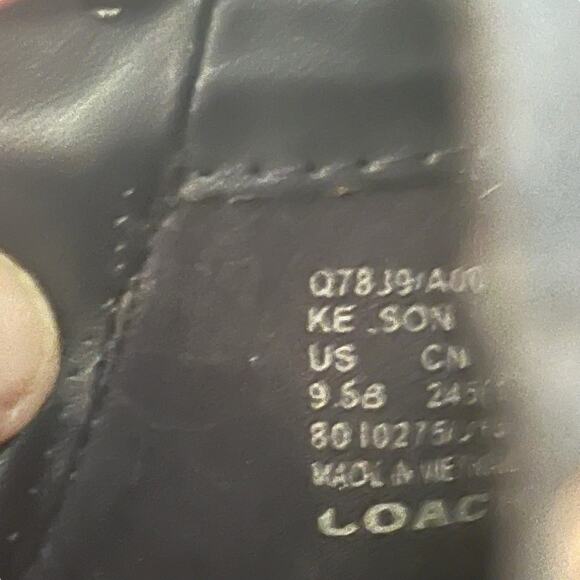 Q7839/A00
KE SON
US CN
9.5B 245
8010275/
MADE IN VIETNAM
COAC